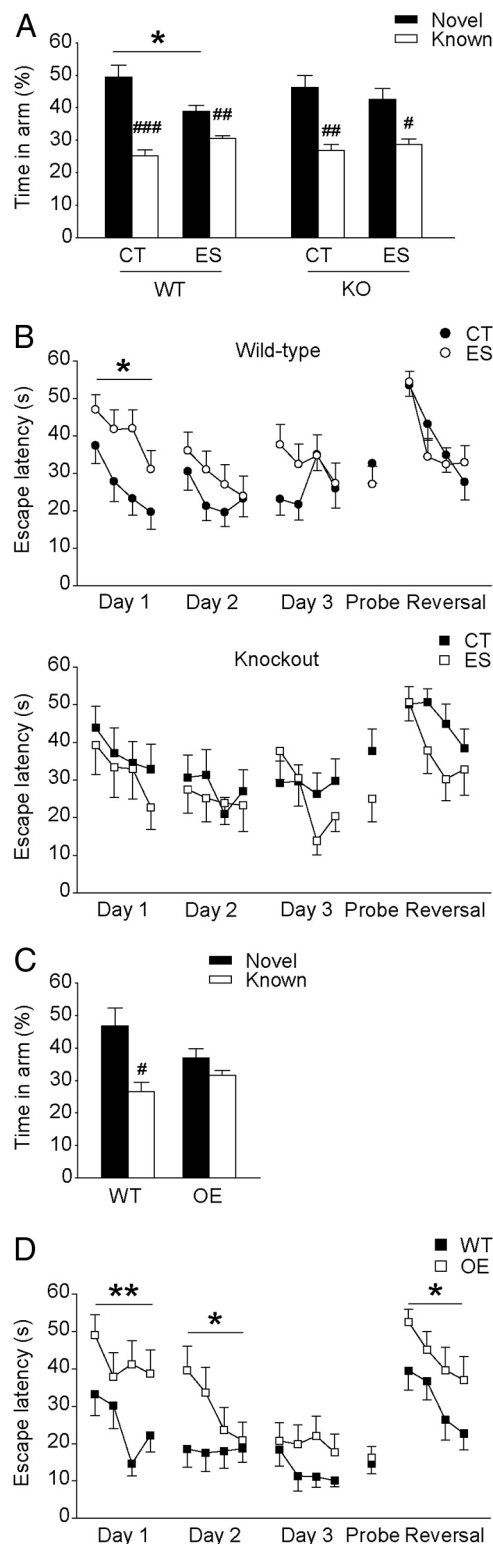 A
Novel
Known
*
###
##
##
#
60
50
40
30
20
10
0
Time in arm (%)
CT ES CT ES
WT KO
B
CT
ES
Wild-type
*
60
50
40
30
20
10
0
Escape latency (s)
Day 1 Day 2 Day 3 Probe Reversal
CT
ES
Knockout
60
50
40
30
20
10
0
Escape latency (s)
Day 1 Day 2 Day 3 Probe Reversal
C
Novel
Known
#
60
50
40
30
20
10
0
Time in arm (%)
WT OE
D
WT
OE
** * *
60
50
40
30
20
10
0
Escape latency (s)
Day 1 Day 2 Day 3 Probe Reversal